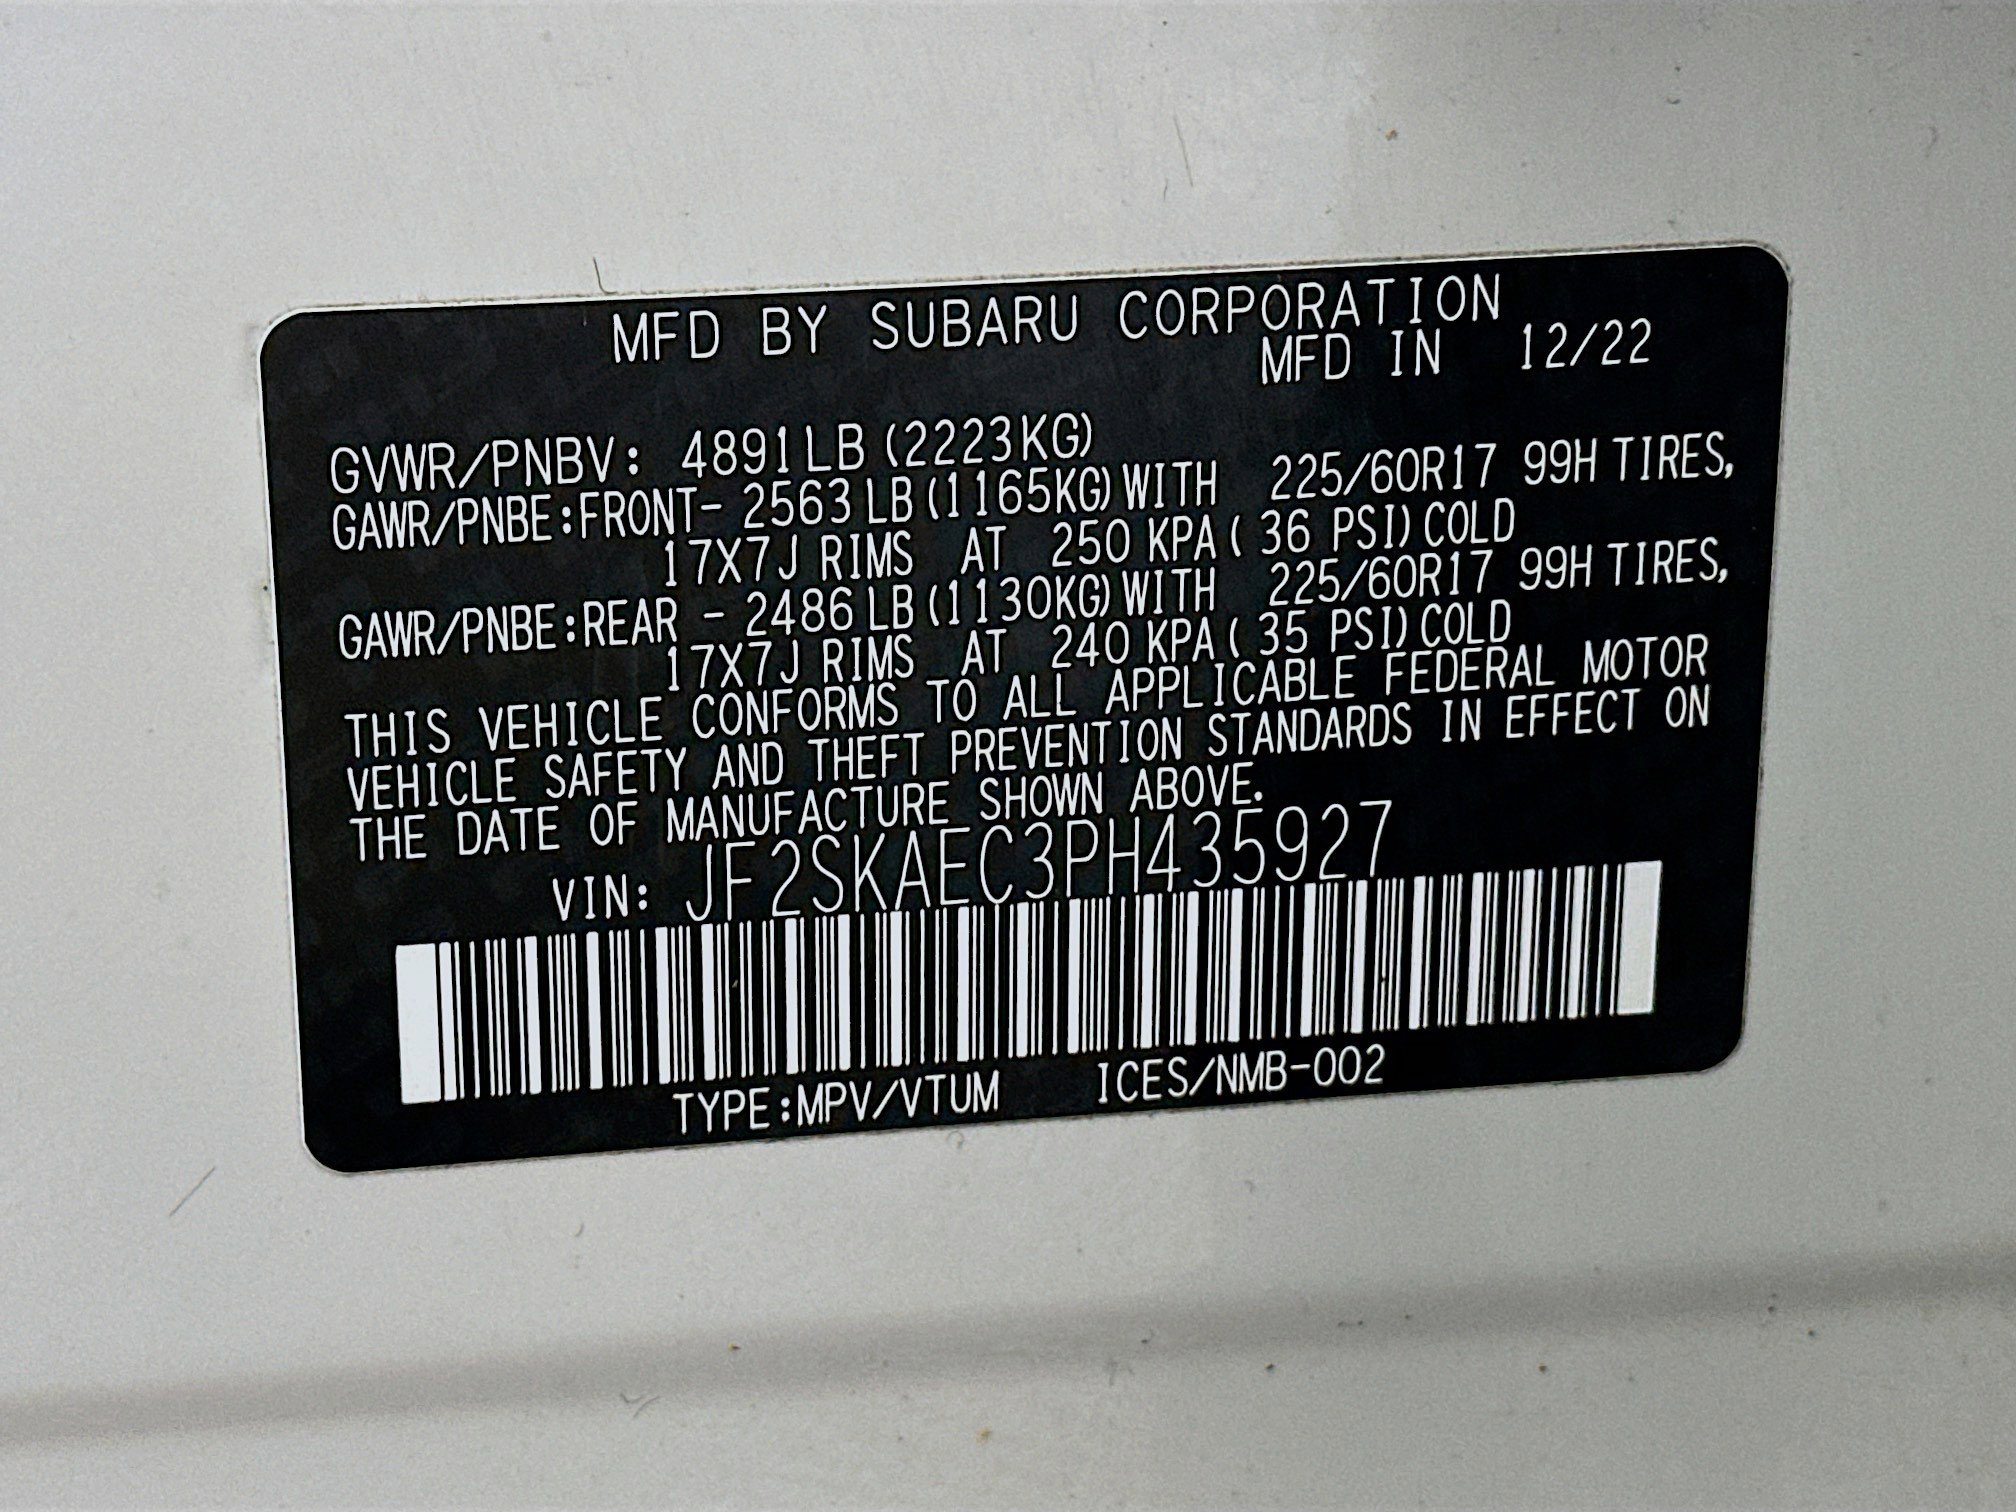 MFD BY SUBARU CORPORATION
MFD IN 12/22
GVWR/PNBV: 4891LB (2223KG)
GAWR/PNBE:FRONT- 2563 LB (1165KG) WITH 225/60R17 99H TIRES,
17X7J RIMS AT 250 KPA ( 36 PSI) COLD
GAWR/PNBE:REAR - 2486 LB (1130KG) WITH 225/60R17 99H TIRES,
17X7J RIMS AT 240 KPA ( 35 PSI) COLD
THIS VEHICLE CONFORMS TO ALL APPLICABLE FEDERAL MOTOR
VEHICLE SAFETY AND THEFT PREVENTION STANDARDS IN EFFECT ON
THE DATE OF MANUFACTURE SHOWN ABOVE.
VIN: JF2SKAEC3PH435927
TYPE:MPV/VTUM ICES/NMB-002